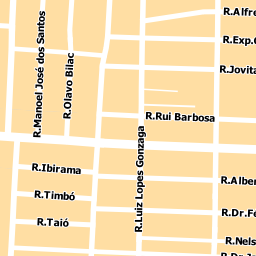 R.Alfre
R.Exp.
R.Jovita
R.Manoel José dos Santos
R.Olavo Bilac
R.Rui Barbosa
R.Luiz Lopes Gonzaga
R.Ibirama
R.Alber
R.Timbó
R.Dr.Fe
R.Taió
R.Nels